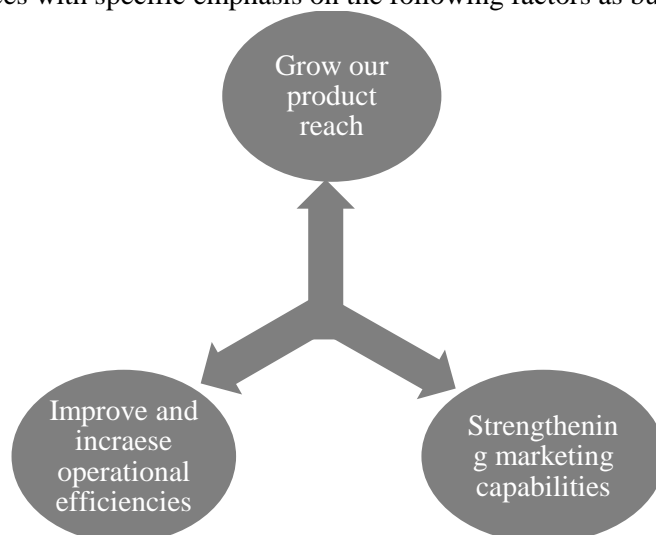 ees with specific emphasis on the following factors as bu
Grow our
product
reach
Improve and
incraese
operational
efficiencies
Strengthenin
g marketing
capabilities